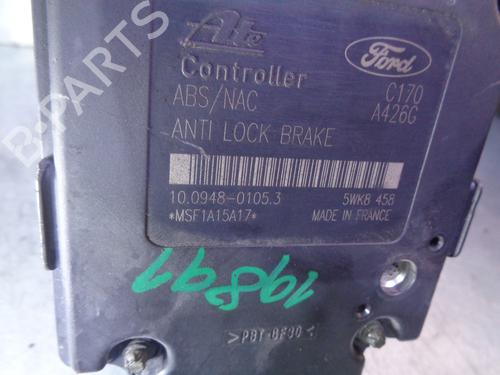 Ate
Ford
Controller
C170
ABS/NAC
A426G
ANTI LOCK BRAKE
10.0948-0105.3
5WK8 458
*MSF1A15A17*
MADE IN FRANCE
19897
>PBT-GF30<
B-PARTS